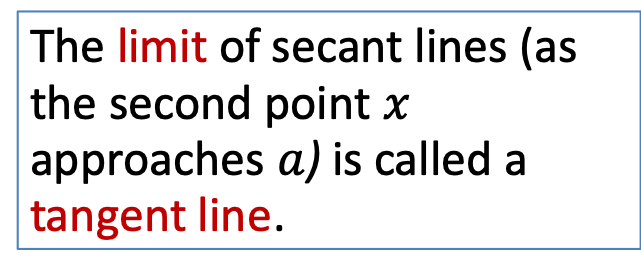 The limit of secant lines (as
the second point x
approaches a) is called a
tangent line.